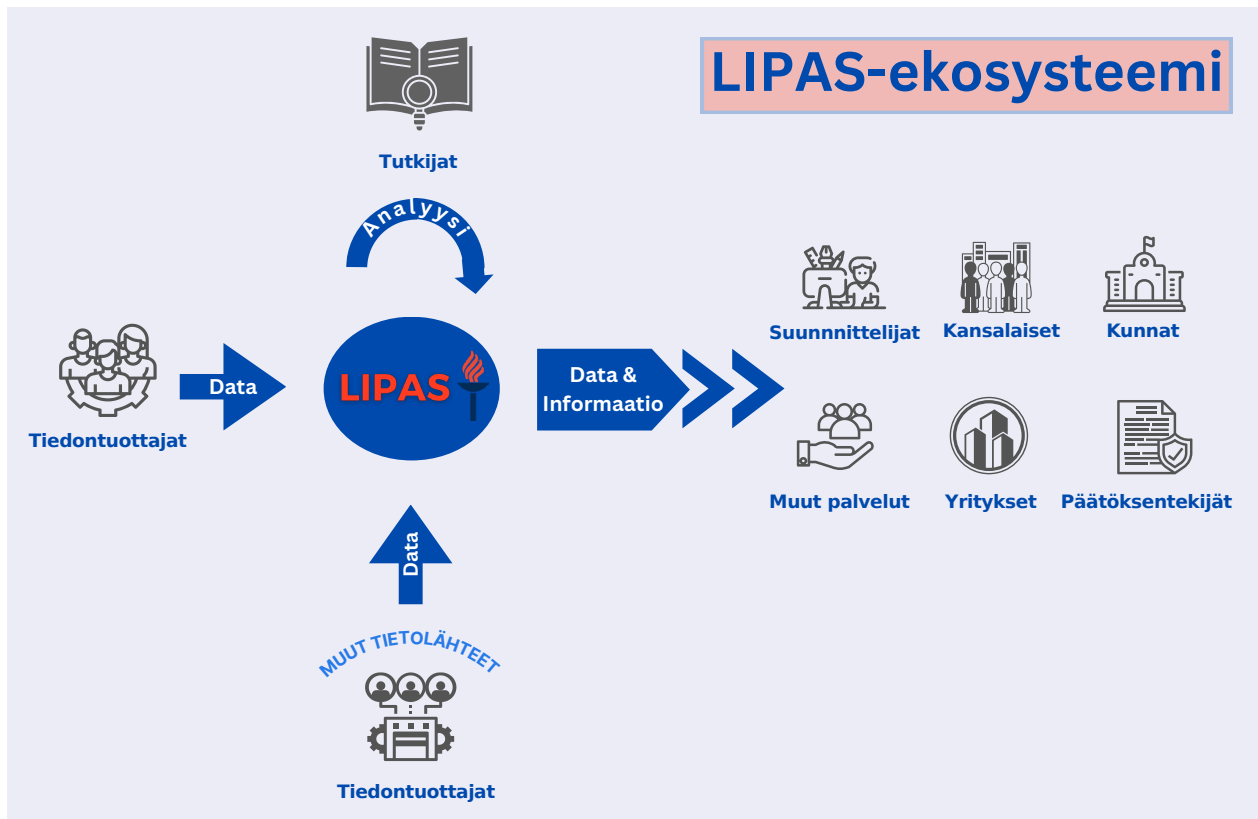 LIPAS-ekosysteemi
Tutkijat
Analyysi
Tiedontuottajat
Data
LIPAS
Data &
Informaatio
Suunnnittelijat
Kansalaiset
Kunnat
Muut palvelut
Yritykset
Päätöksentekijät
Data
MUUT TIETOLÄHTEET
Tiedontuottajat